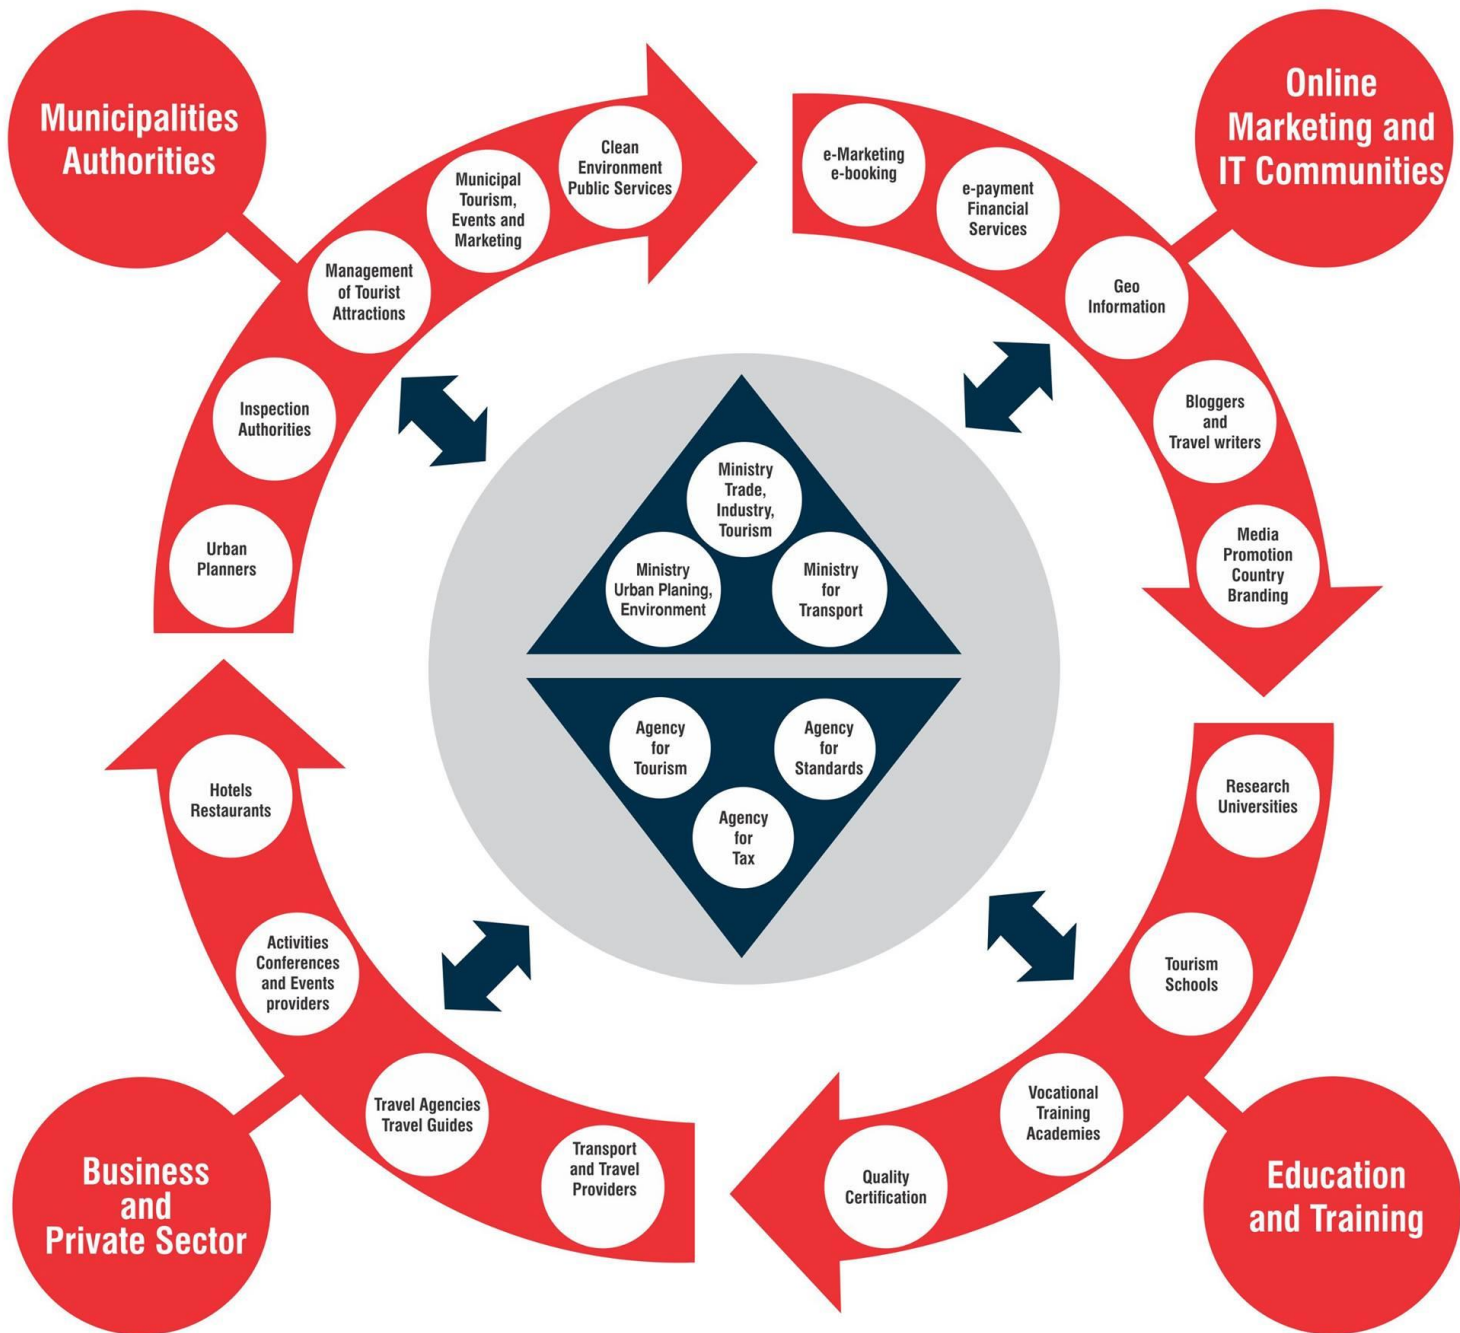 Municipalities
Authorities
Clean
Environment
Public Services
Municipal
Tourism,
Events and
Marketing
Management
of Tourist
Attractions
Inspection
Authorities
Urban
Planners
Online
Marketing and
IT Communities
e-Marketing
e-booking
e-payment
Financial
Services
Geo
Information
Bloggers
and
Travel writers
Media
Promotion
Country
Branding
Ministry
Trade,
Industry,
Tourism
Ministry
Urban Planing,
Environment
Ministry
for
Transport
Agency
for
Tourism
Agency
for
Standards
Agency
for
Tax
Research
Universities
Tourism
Schools
Vocational
Training
Academies
Quality
Certification
Education
and Training
Hotels
Restaurants
Activities
Conferences
and Events
providers
Travel Agencies
Travel Guides
Transport
and Travel
Providers
Business
and
Private Sector